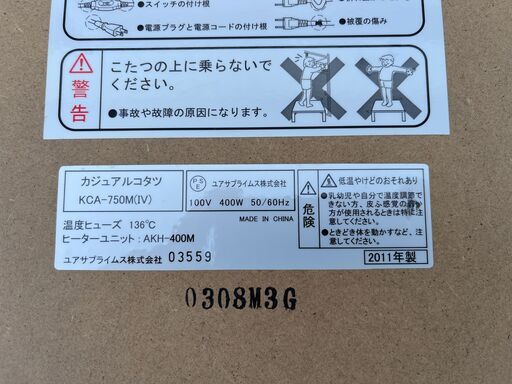 ●スイッチの付け根
●電源プラグと電源コードの付け根
●被覆の傷み
警告
こたつの上に乗らないで
ください。
●事故や故障の原因になります。
カジュアルコタツ
KCA-750M(IV)
PSE
ユアサプライムス株式会社
100V 400W 50/60Hz
MADE IN CHINA
温度ヒューズ 136℃
ヒーターユニット:AKH-400M
ユアサプライムス株式会社 03559
危険
低温やけどのおそれあり
●乳幼児や自分で温度調節で
きない方、皮ふ感覚の弱い
方が使用されるときは特に注
意してください。
●ときどき体を動かすなど、注
意してください。
2011年製
0308M3G